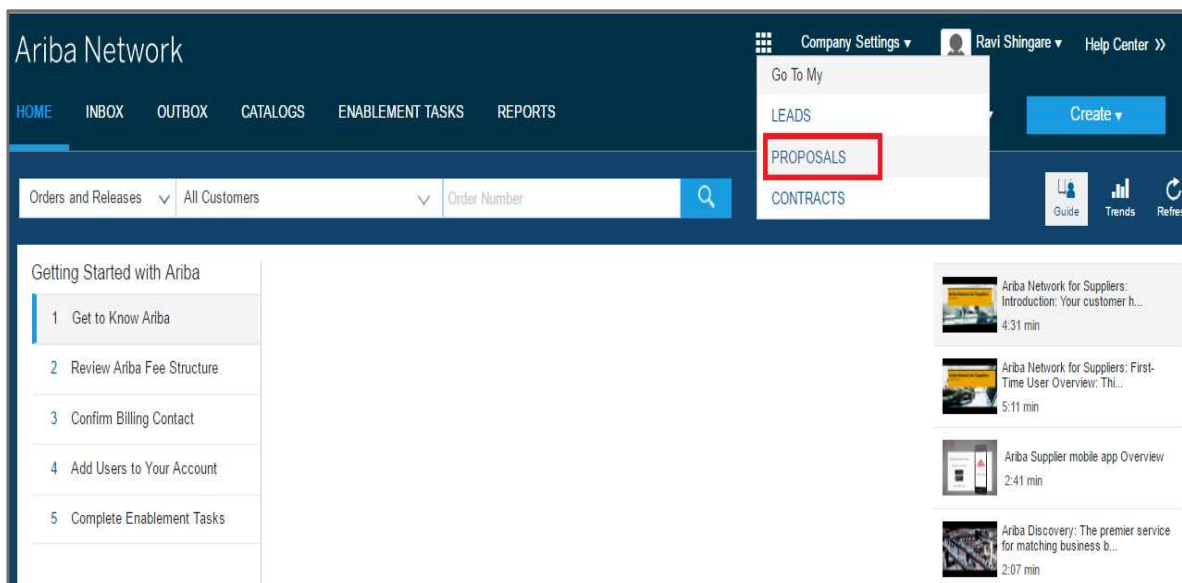 Ariba Network
Company Settings
Ravi Shingare
Help Center »
Go To My
LEADS
PROPOSALS
CONTRACTS
HOME
INBOX
OUTBOX
CATALOGS
ENABLEMENT TASKS
REPORTS
Create
Orders and Releases
All Customers
Order Number
Guide
Trends
Getting Started with Ariba
1 Get to Know Ariba
2 Review Ariba Fee Structure
3 Confirm Billing Contact
4 Add Users to Your Account
5 Complete Enablement Tasks
Ariba Network for Suppliers:
Introduction: Your customer h...
4:31 min
Ariba Network for Suppliers: First-
Time User Overview: Thi...
5:11 min
Ariba Supplier mobile app Overview
2:41 min
Ariba Discovery: The premier service
for matching business b...
2:07 min